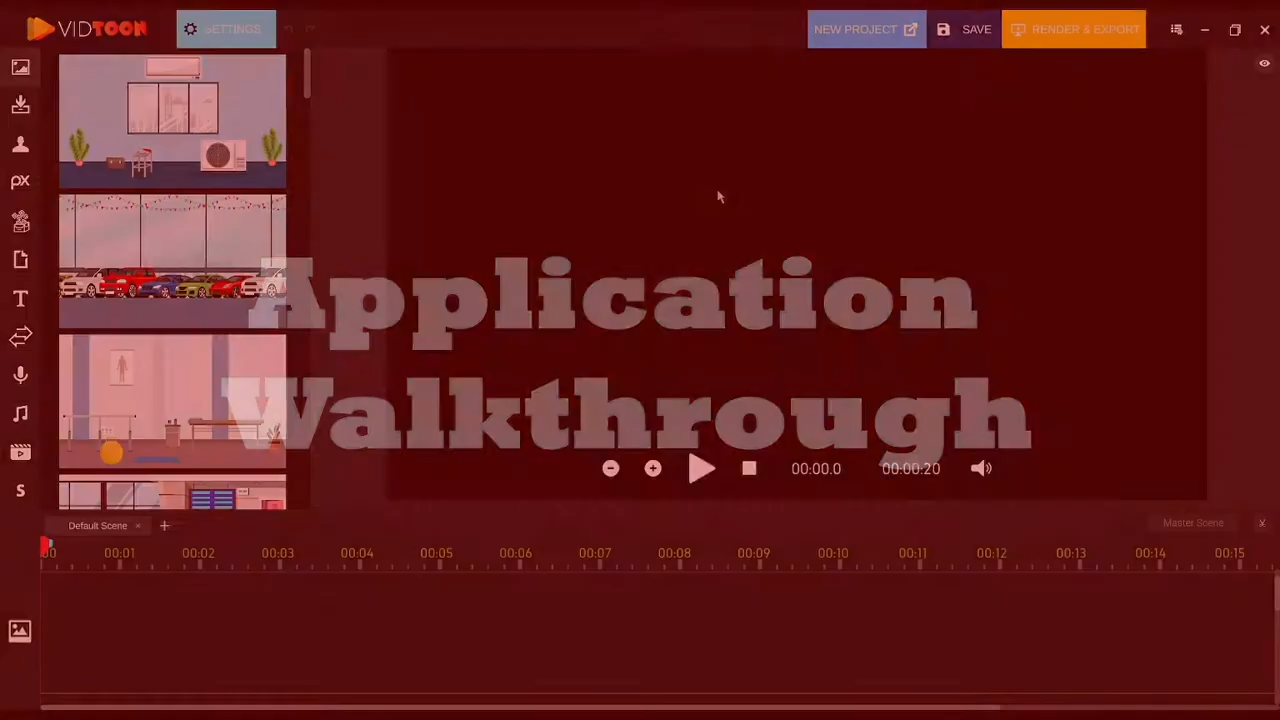 VIDTOON
SETTINGS
NEW PROJECT
SAVE
RENDER & EXPORT
px
T
S
Application
Walkthrough
00:00.0
00:00:20
Default Scene ×
+
Master Scene
00 00:01 00:02 00:03 00:04 00:05 00:06 00:07 00:08 00:09 00:10 00:11 00:12 00:13 00:14 00:15